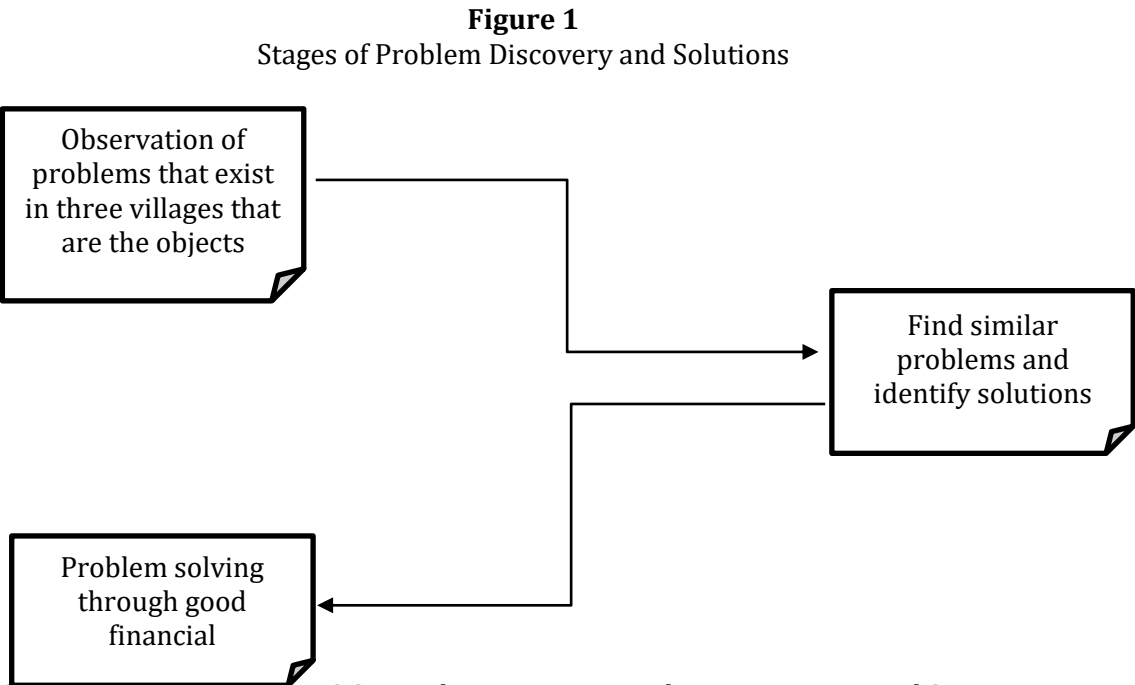 Figure 1
Stages of Problem Discovery and Solutions
Observation of
problems that exist
in three villages that
are the objects
Find similar
problems and
identify solutions
Problem solving
through good
financial